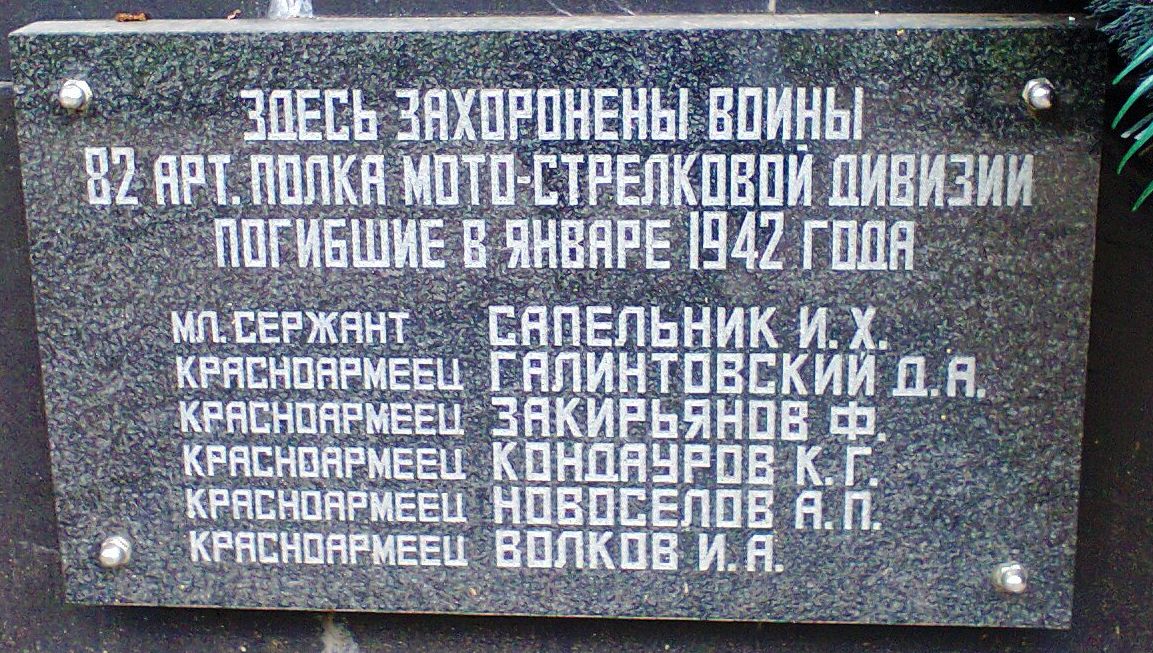 ЗДЕСЬ ЗАХОРОНЕНЫ ВОИНЫ
82 АРТ. ПОЛКА МОТО-СТРЕЛКОВОЙ ДИВИЗИИ
ПОГИБШИЕ В ЯНВАРЕ 1942 ГОДА
МЛ. СЕРЖАНТ САПЕЛЬНИК И. Х.
КРАСНОАРМЕЕЦ ГАЛИНТОВСКИЙ Д. А.
КРАСНОАРМЕЕЦ ЗАКИРЬЯНОВ Ф.
КРАСНОАРМЕЕЦ КОНДАУРОВ К. Г.
КРАСНОАРМЕЕЦ НОВОСЕЛОВ А. П.
КРАСНОАРМЕЕЦ ВОЛКОВ И. А.